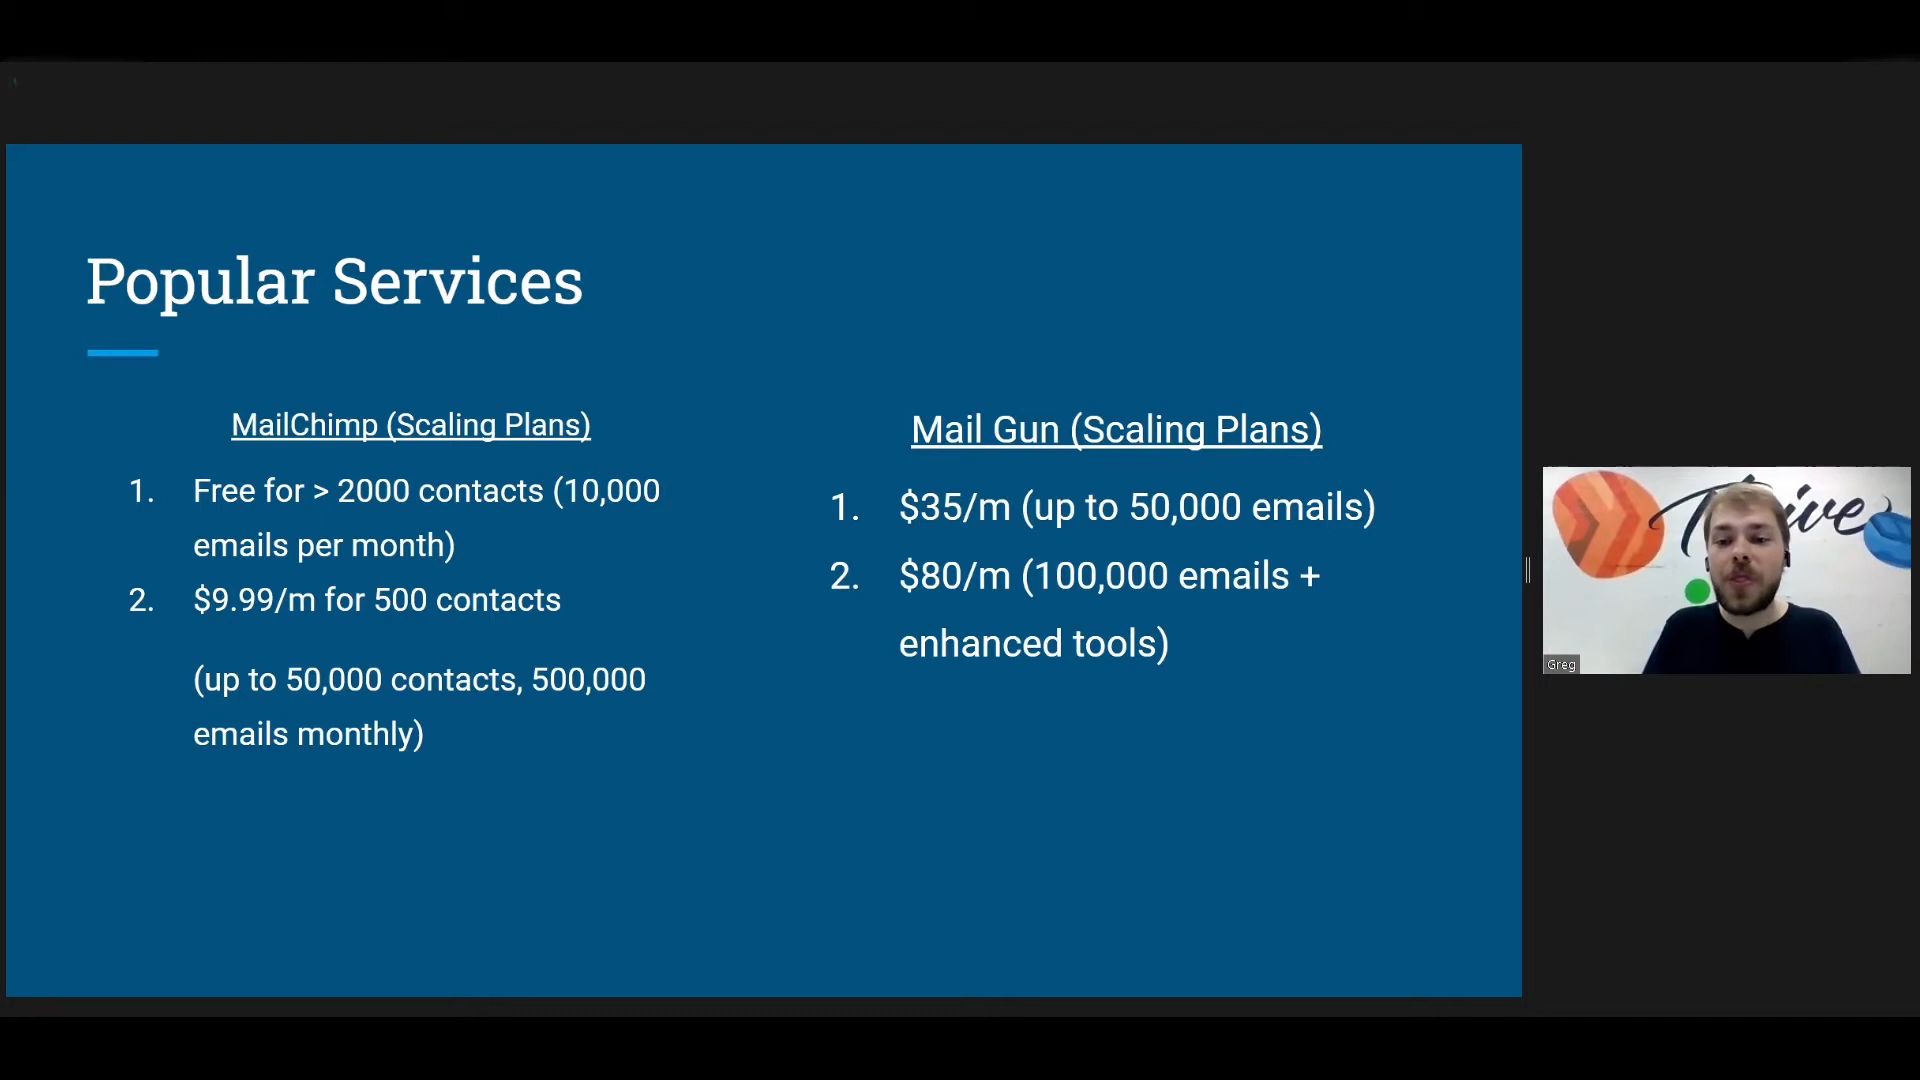 Popular Services
MailChimp (Scaling Plans)
1. Free for > 2000 contacts (10,000
emails per month)
2. $9.99/m for 500 contacts
(up to 50,000 contacts, 500,000
emails monthly)
Mail Gun (Scaling Plans)
1. $35/m (up to 50,000 emails)
2. $80/m (100,000 emails +
enhanced tools)
Thrive
Greg